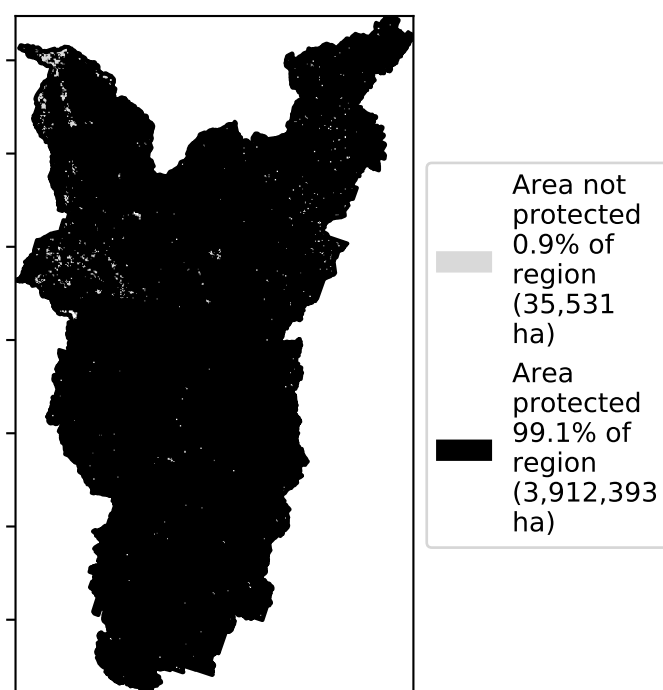 Area not
protected
0.9% of
region
(35,531
ha)
Area
protected
99.1% of
region
(3,912,393
ha)